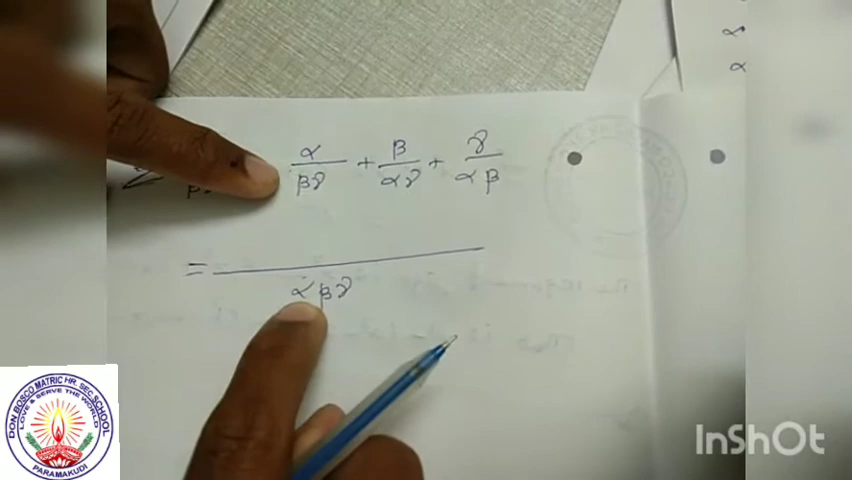 α/βγ + β/αγ + γ/αβ
= ─── / αβγ
DON BOSCO MATRIC HR. SEC. SCHOOL
LOVE & SERVE THE WORLD
PARAMAKUDI
InShOt